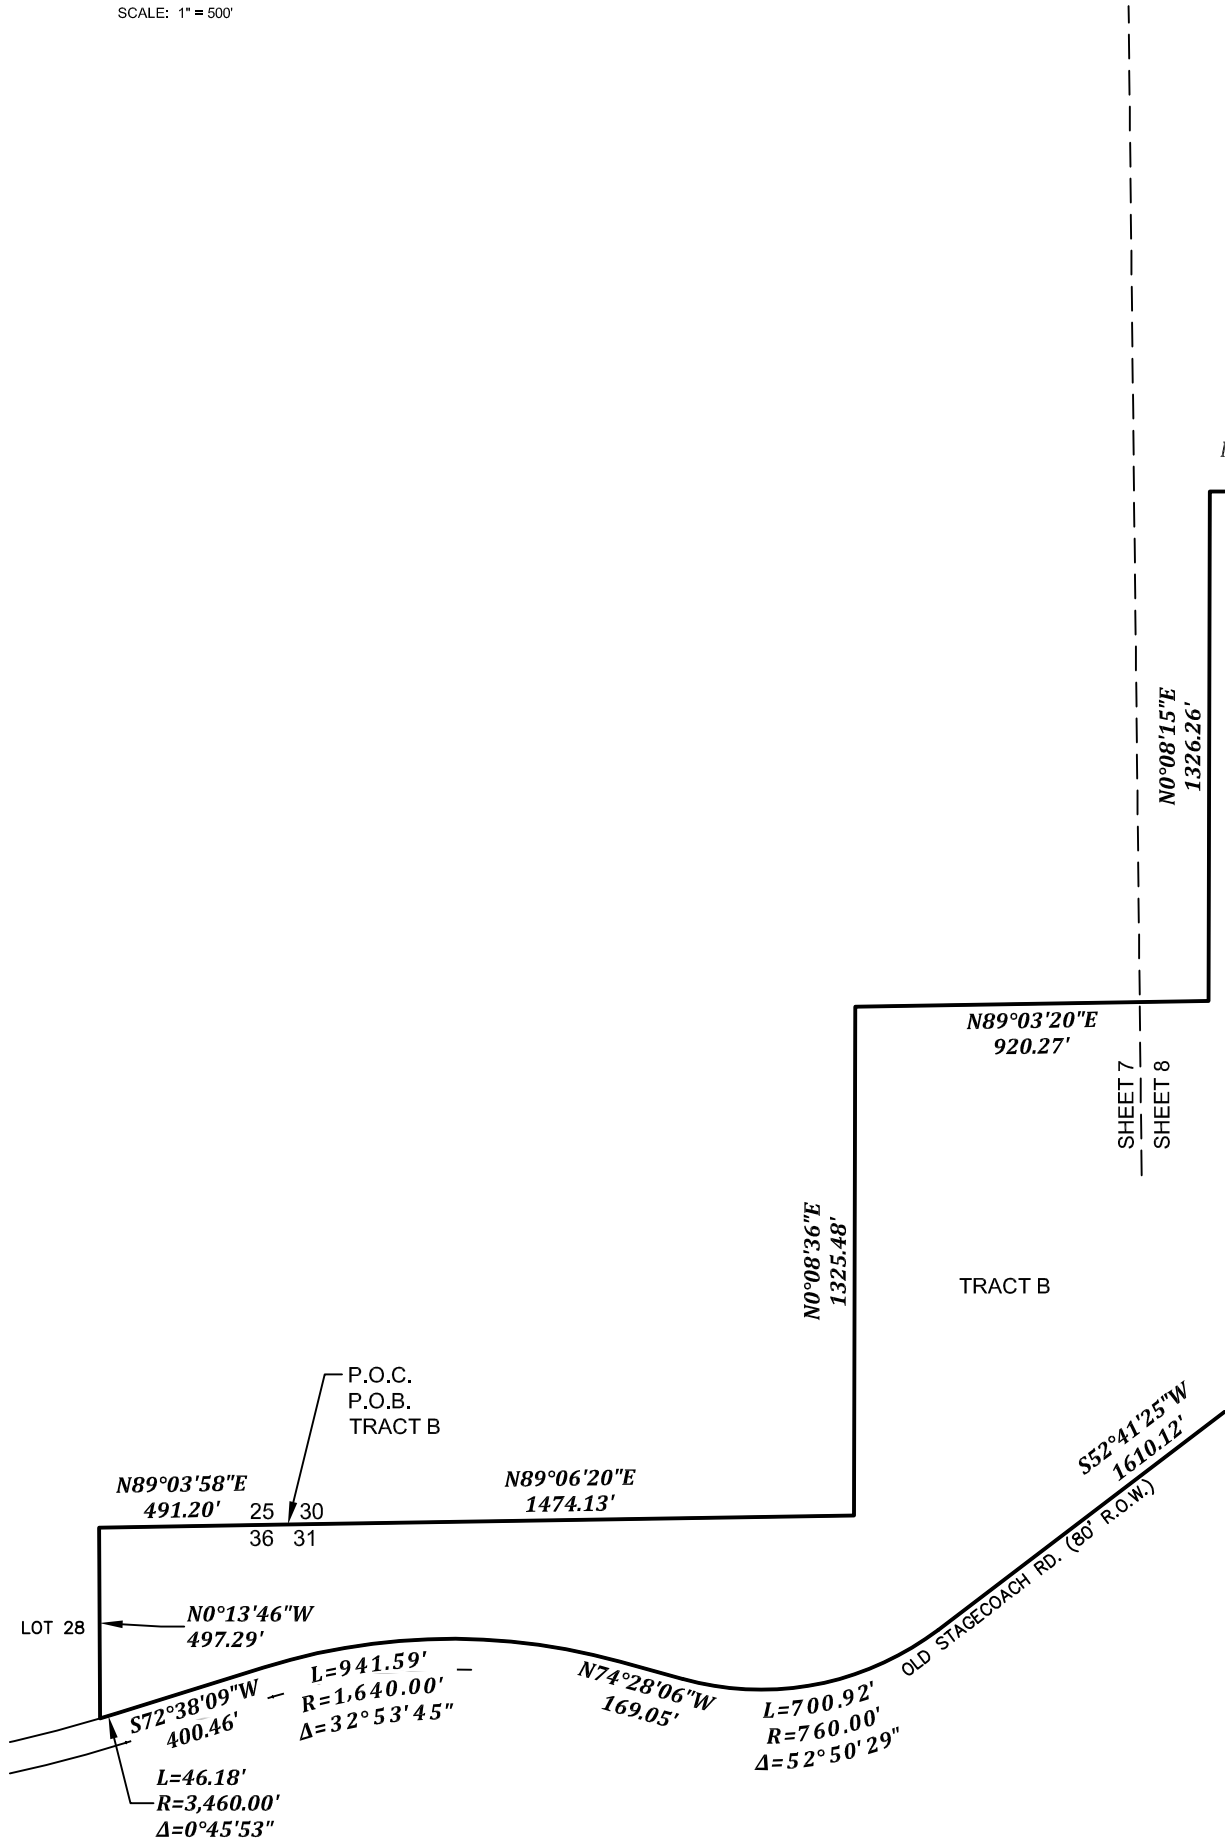 SCALE: 1" = 500'
N0°08'15"E
1326.26'
N89°03'20"E
920.27'
SHEET 7
SHEET 8
N0°08'36"E
1325.48'
TRACT B
P.O.C.
P.O.B.
TRACT B
S52°41'25"W
1610.12'
N89°03'58"E
491.20'
N89°06'20"E
1474.13'
25 30
36 31
OLD STAGECOACH RD. (80' R.O.W.)
LOT 28
N0°13'46"W
497.29'
S72°38'09"W
400.46'
L=941.59'
R=1,640.00'
Δ=32°53'45"
N74°28'06"W
169.05'
L=700.92'
R=760.00'
Δ=52°50'29"
L=46.18'
R=3,460.00'
Δ=0°45'53"